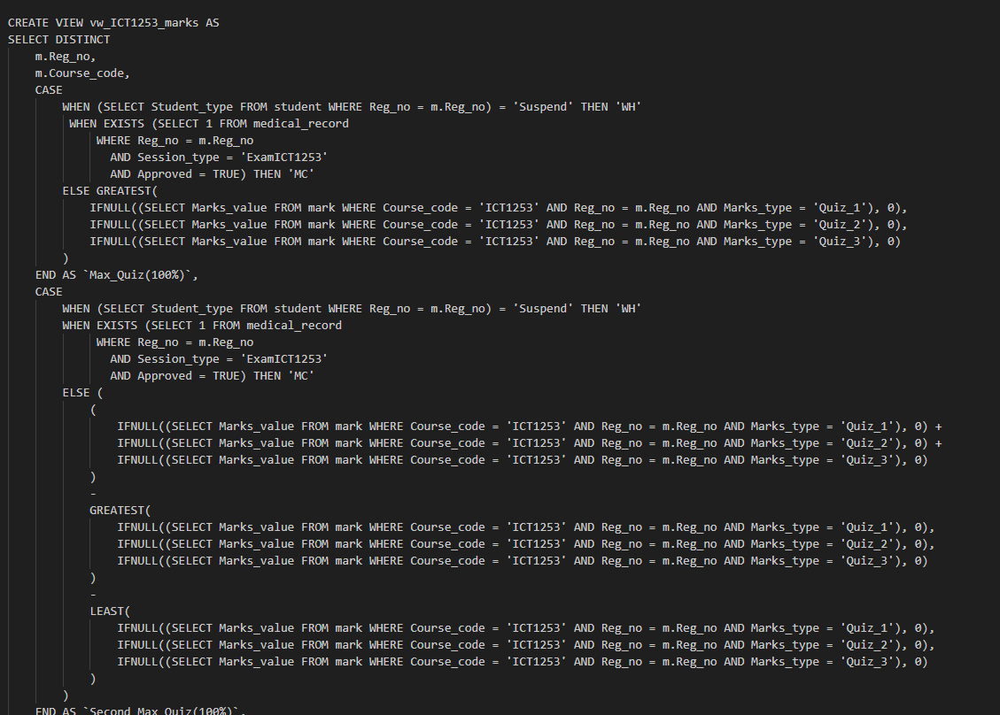 CREATE VIEW vw_ICT1253_marks AS
SELECT DISTINCT
    m.Reg_no,
    m.Course_code,
    CASE
        WHEN (SELECT Student_type FROM student WHERE Reg_no = m.Reg_no) = 'Suspend' THEN 'WH'
         WHEN EXISTS (SELECT 1 FROM medical_record
             WHERE Reg_no = m.Reg_no
               AND Session_type = 'ExamICT1253'
               AND Approved = TRUE) THEN 'MC'
        ELSE GREATEST(
            IFNULL((SELECT Marks_value FROM mark WHERE Course_code = 'ICT1253' AND Reg_no = m.Reg_no AND Marks_type = 'Quiz_1'), 0),
            IFNULL((SELECT Marks_value FROM mark WHERE Course_code = 'ICT1253' AND Reg_no = m.Reg_no AND Marks_type = 'Quiz_2'), 0),
            IFNULL((SELECT Marks_value FROM mark WHERE Course_code = 'ICT1253' AND Reg_no = m.Reg_no AND Marks_type = 'Quiz_3'), 0)
        )
    END AS `Max_Quiz(100%)`,
    CASE
        WHEN (SELECT Student_type FROM student WHERE Reg_no = m.Reg_no) = 'Suspend' THEN 'WH'
        WHEN EXISTS (SELECT 1 FROM medical_record
             WHERE Reg_no = m.Reg_no
               AND Session_type = 'ExamICT1253'
               AND Approved = TRUE) THEN 'MC'
        ELSE (
            (
                IFNULL((SELECT Marks_value FROM mark WHERE Course_code = 'ICT1253' AND Reg_no = m.Reg_no AND Marks_type = 'Quiz_1'), 0) +
                IFNULL((SELECT Marks_value FROM mark WHERE Course_code = 'ICT1253' AND Reg_no = m.Reg_no AND Marks_type = 'Quiz_2'), 0) +
                IFNULL((SELECT Marks_value FROM mark WHERE Course_code = 'ICT1253' AND Reg_no = m.Reg_no AND Marks_type = 'Quiz_3'), 0)
            )
            -
            GREATEST(
                IFNULL((SELECT Marks_value FROM mark WHERE Course_code = 'ICT1253' AND Reg_no = m.Reg_no AND Marks_type = 'Quiz_1'), 0),
                IFNULL((SELECT Marks_value FROM mark WHERE Course_code = 'ICT1253' AND Reg_no = m.Reg_no AND Marks_type = 'Quiz_2'), 0),
                IFNULL((SELECT Marks_value FROM mark WHERE Course_code = 'ICT1253' AND Reg_no = m.Reg_no AND Marks_type = 'Quiz_3'), 0)
            )
            -
            LEAST(
                IFNULL((SELECT Marks_value FROM mark WHERE Course_code = 'ICT1253' AND Reg_no = m.Reg_no AND Marks_type = 'Quiz_1'), 0),
                IFNULL((SELECT Marks_value FROM mark WHERE Course_code = 'ICT1253' AND Reg_no = m.Reg_no AND Marks_type = 'Quiz_2'), 0),
                IFNULL((SELECT Marks_value FROM mark WHERE Course_code = 'ICT1253' AND Reg_no = m.Reg_no AND Marks_type = 'Quiz_3'), 0)
            )
        )
    END AS `Second_Max_Quiz(100%)`,